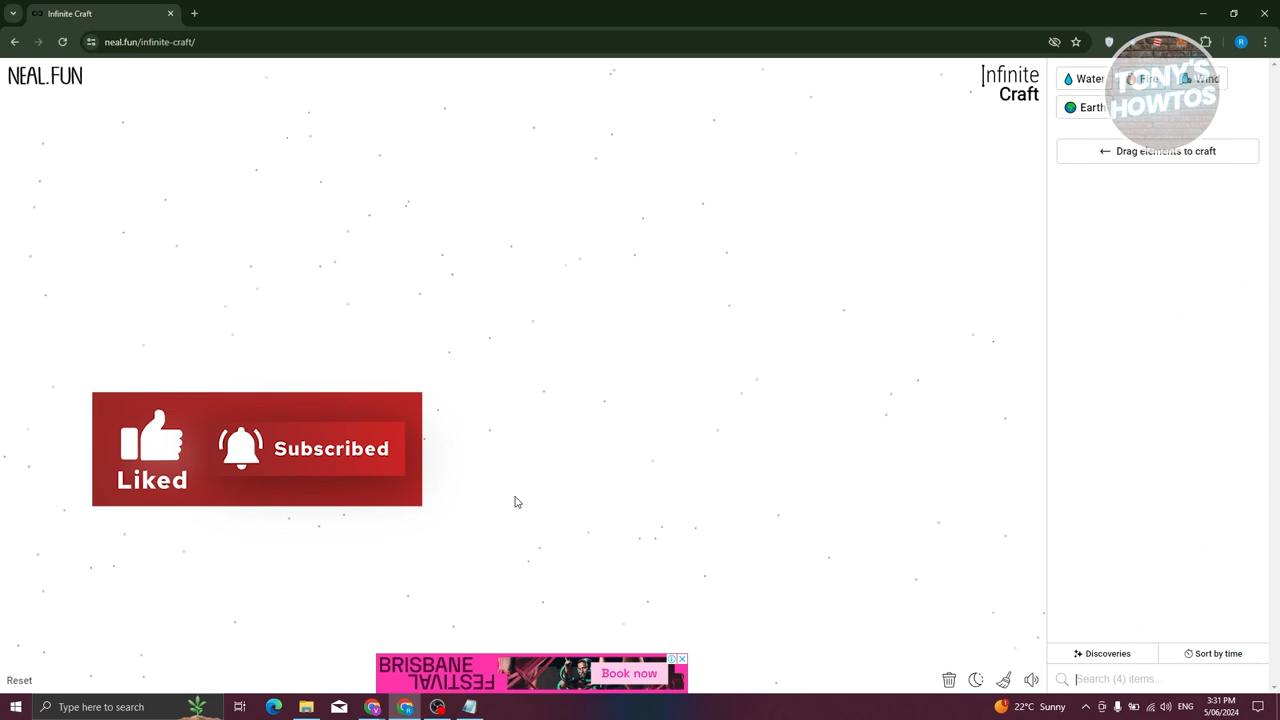 Infinite Craft
neal.fun/infinite-craft/
R
NEAL.FUN
Infinite
Craft
Water
Fire
Wind
Earth
TONY'S
HOWTOS
← Drag elements to craft
Liked
Subscribed
BRISBANE
FESTIVAL
Book now
Discoveries
Sort by time
Reset
Search (4) items...
Type here to search
22°C Sunny
ENG
3:31 PM
5/06/2024